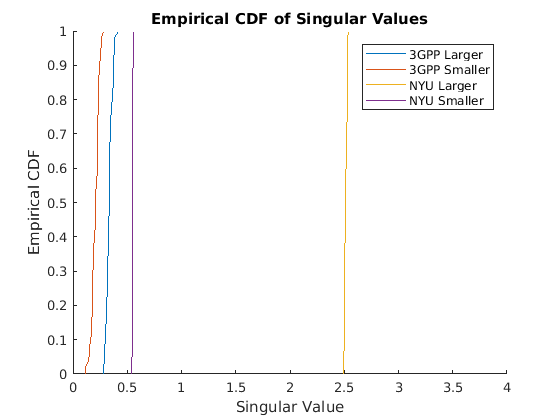 Empirical CDF of Singular Values
1
0.9
0.8
0.7
0.6
0.5
0.4
0.3
0.2
0.1
0
Empirical CDF
3GPP Larger
3GPP Smaller
NYU Larger
NYU Smaller
0 0.5 1 1.5 2 2.5 3 3.5 4
Singular Value